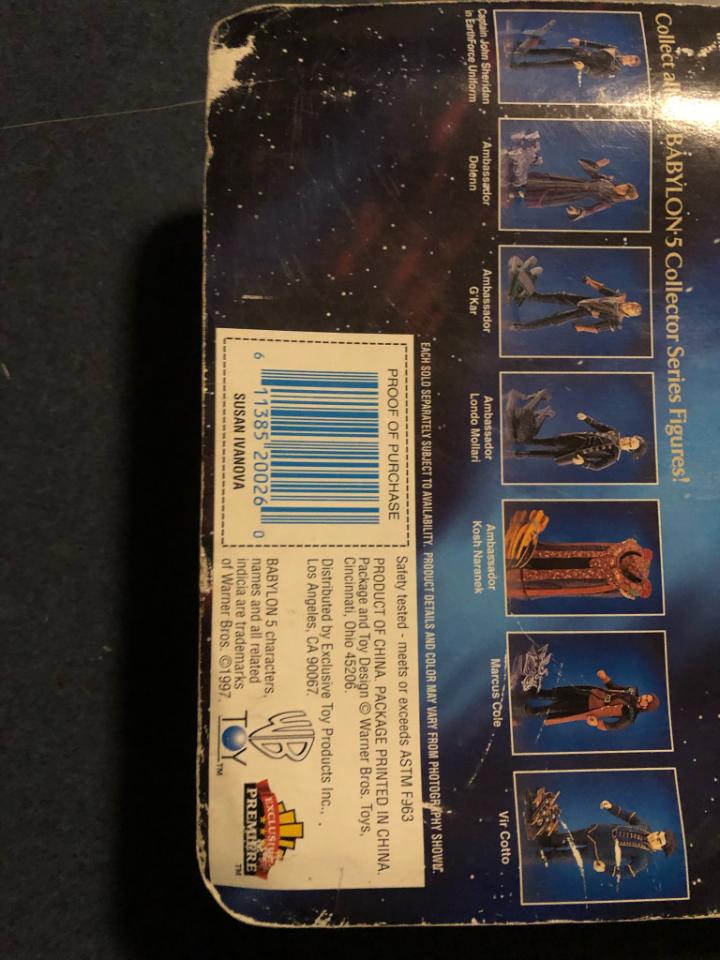 Collect al BABYLON 5 Collector Series Figures!
Captain John Sheridan
in EarthForce Uniform
Ambassador
Delenn
Ambassador
G'Kar
Ambassador
Londo Mollari
Ambassador
Kosh Naranek
Marcus Cole
Vir Cotto
EACH SOLD SEPARATELY SUBJECT TO AVAILABILITY. PRODUCT DETAILS AND COLOR MAY VARY FROM PHOTOGRAPHY SHOWN.
PROOF OF PURCHASE
6 11385 20026 0
SUSAN IVANOVA
Safety tested - meets or exceeds ASTM F963
PRODUCT OF CHINA. PACKAGE PRINTED IN CHINA.
Package and Toy Design © Warner Bros. Toys,
Cincinnati, Ohio 45206.
Distributed by Exclusive Toy Products Inc.,
Los Angeles, CA 90067.
BABYLON 5 characters,
names and all related
indicia are trademarks
of Warner Bros. ©1997.
WB
TOY™
EXCLUSIVE
PREMIERE™